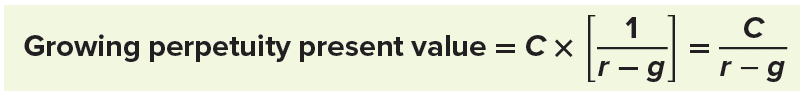 Growing perpetuity present value = C × [1 / (r − g)] = C / (r − g)